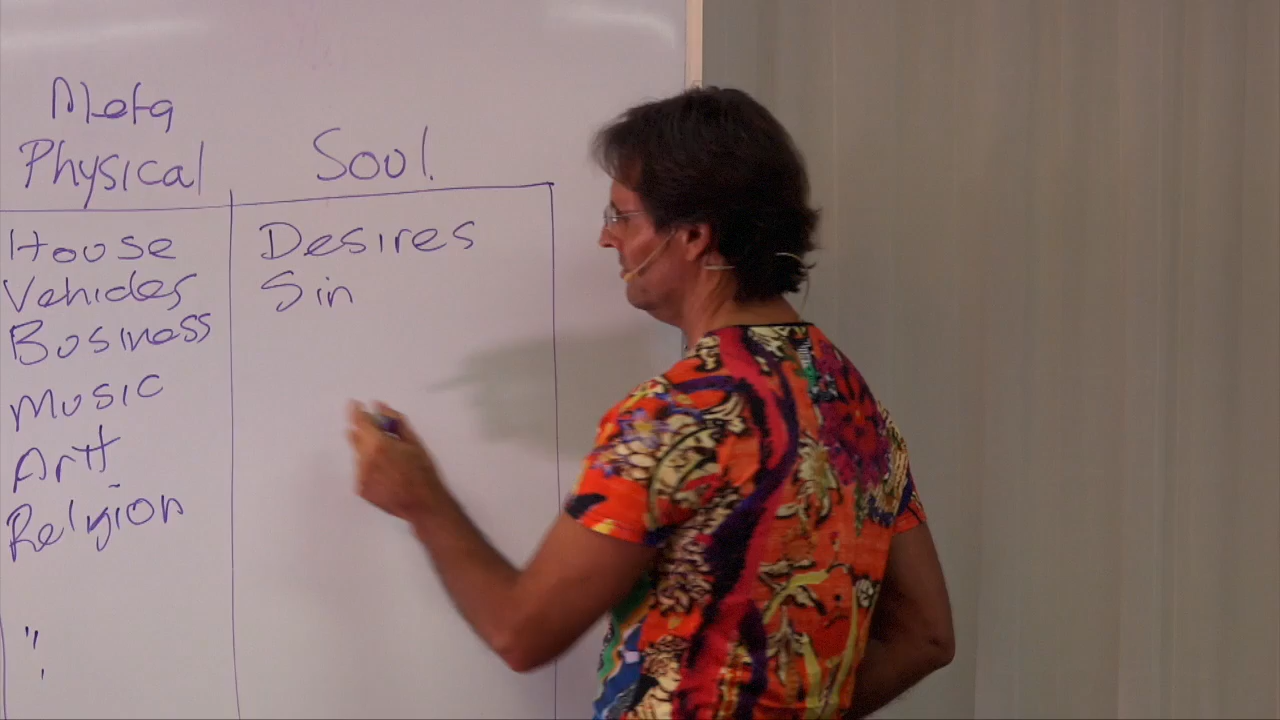 Meta
Physical
Soul
House
Desires
Vehicles
Sin
Business
Music
Art
Religion
"
'